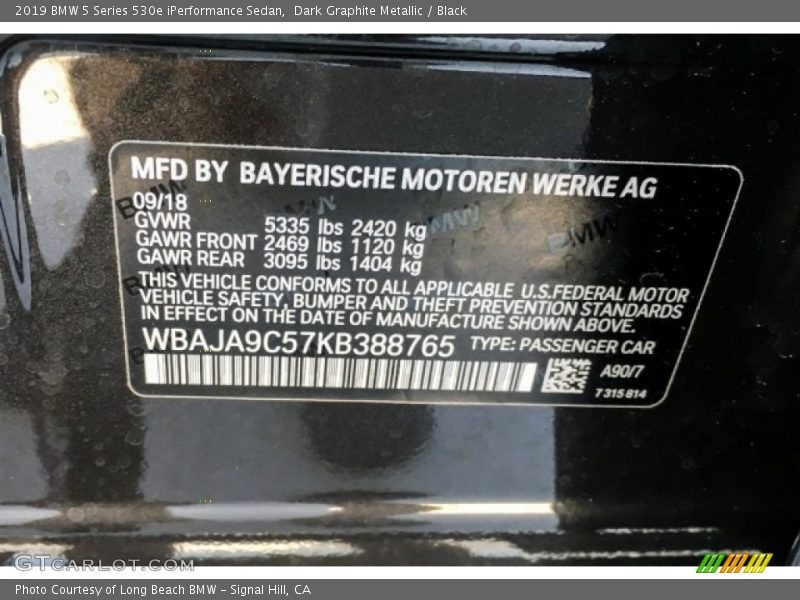 2019 BMW 5 Series 530e iPerformance Sedan, Dark Graphite Metallic / Black
MFD BY BAYERISCHE MOTOREN WERKE AG
09/18
GVWR 5335 lbs 2420 kg
GAWR FRONT 2469 lbs 1120 kg
GAWR REAR 3095 lbs 1404 kg
THIS VEHICLE CONFORMS TO ALL APPLICABLE U.S.FEDERAL MOTOR
VEHICLE SAFETY, BUMPER AND THEFT PREVENTION STANDARDS
IN EFFECT ON THE DATE OF MANUFACTURE SHOWN ABOVE.
WBAJA9C57KB388765 TYPE: PASSENGER CAR
A90/7
7315814
GTCARLOT.COM
Photo Courtesy of Long Beach BMW - Signal Hill, CA